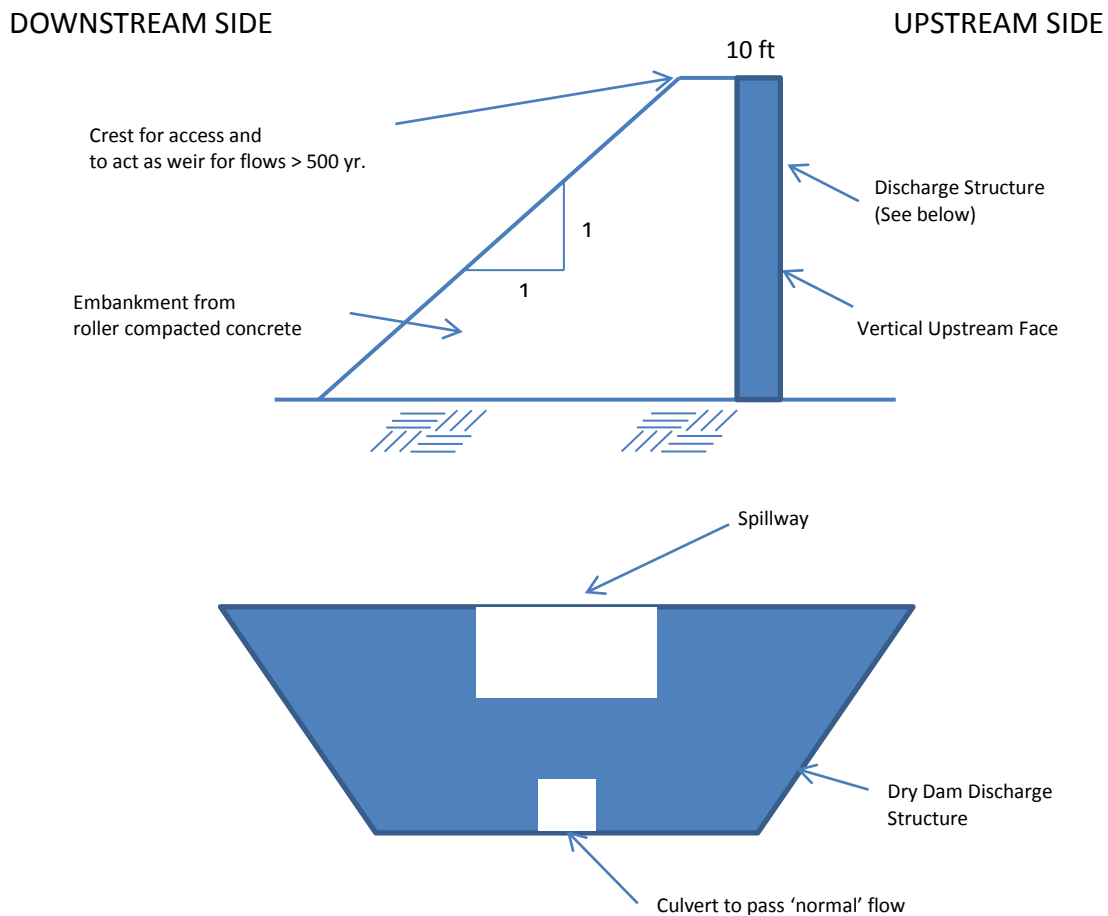 DOWNSTREAM SIDE
UPSTREAM SIDE
10 ft
Crest for access and
to act as weir for flows > 500 yr.
Discharge Structure
(See below)
1
1
Embankment from
roller compacted concrete
Vertical Upstream Face
Spillway
Dry Dam Discharge
Structure
Culvert to pass ‘normal’ flow